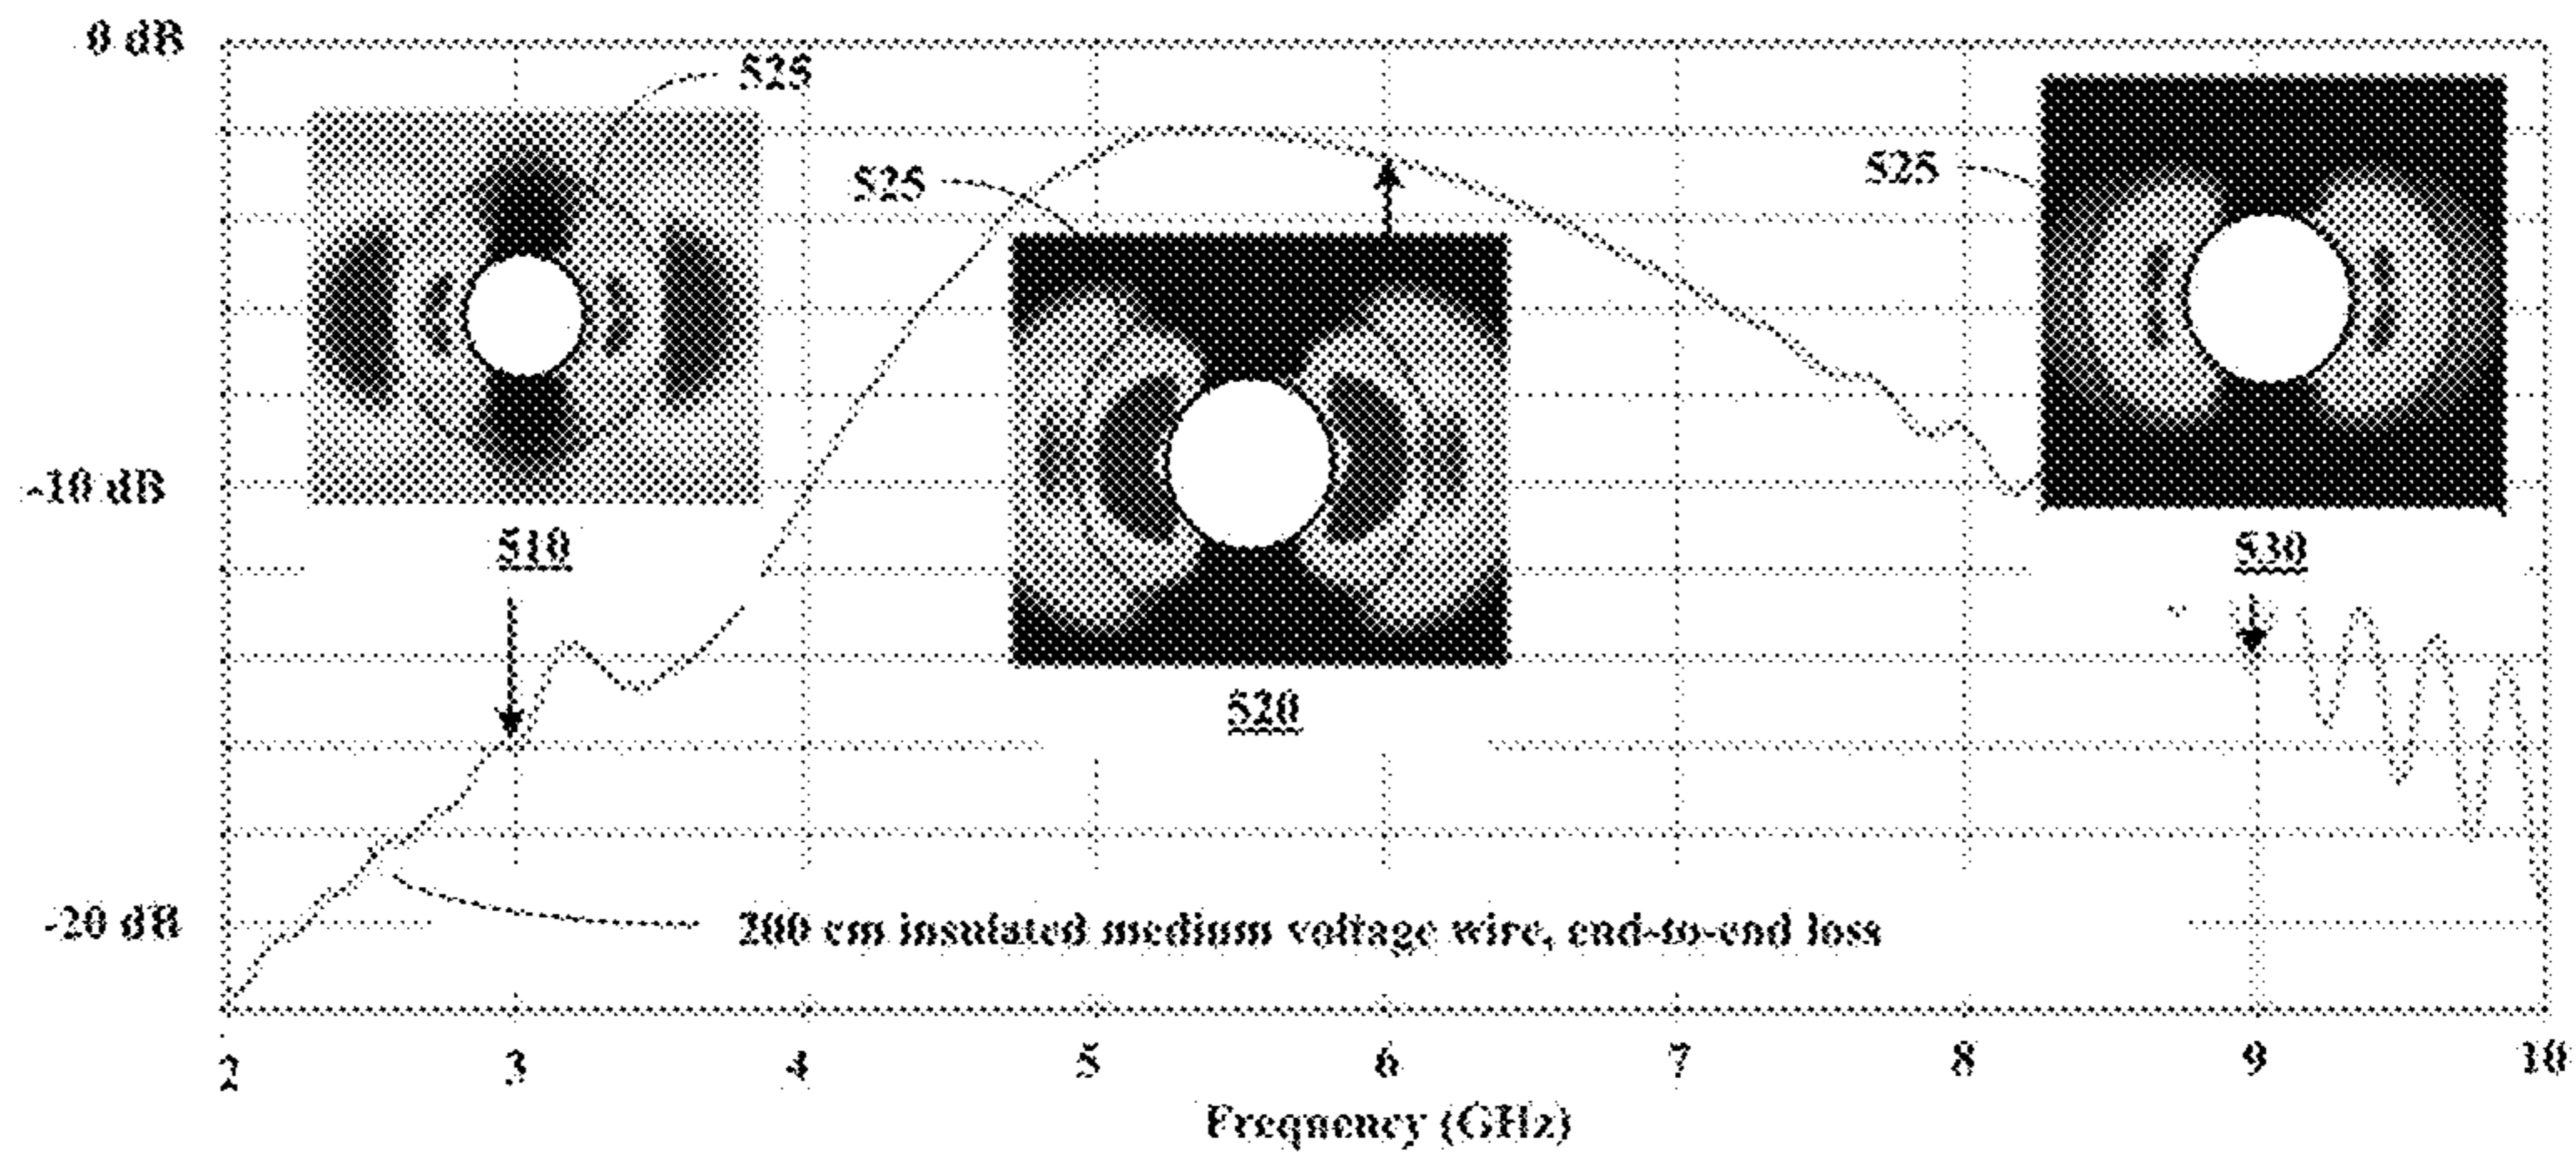 0 dB
525
525
525
-10 dB
510
530
520
-20 dB
200 cm insulated medium voltage wire, end-to-end loss
2 3 4 5 6 7 8 9 10
Frequency (GHz)